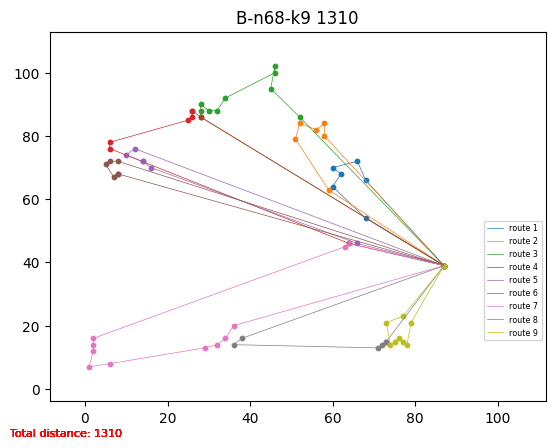 B-n68-k9 1310
100
80
60
40
20
0
0 20 40 60 80 100
route 1
route 2
route 3
route 4
route 5
route 6
route 7
route 8
route 9
Total distance: 1310